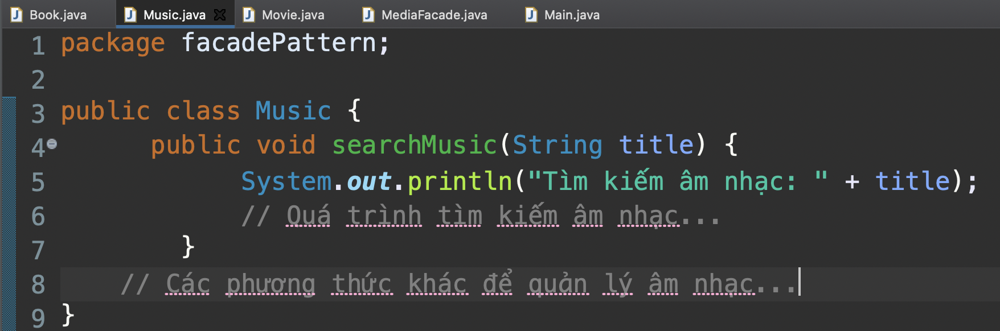 Book.java Music.java Movie.java MediaFacade.java Main.java
1 package facadePattern;
2
3 public class Music {
4 public void searchMusic(String title) {
5 System.out.println("Tìm kiếm âm nhạc: " + title);
6 // Quá trình tìm kiếm âm nhạc...
7 }
8 // Các phương thức khác để quản lý âm nhạc...
9 }